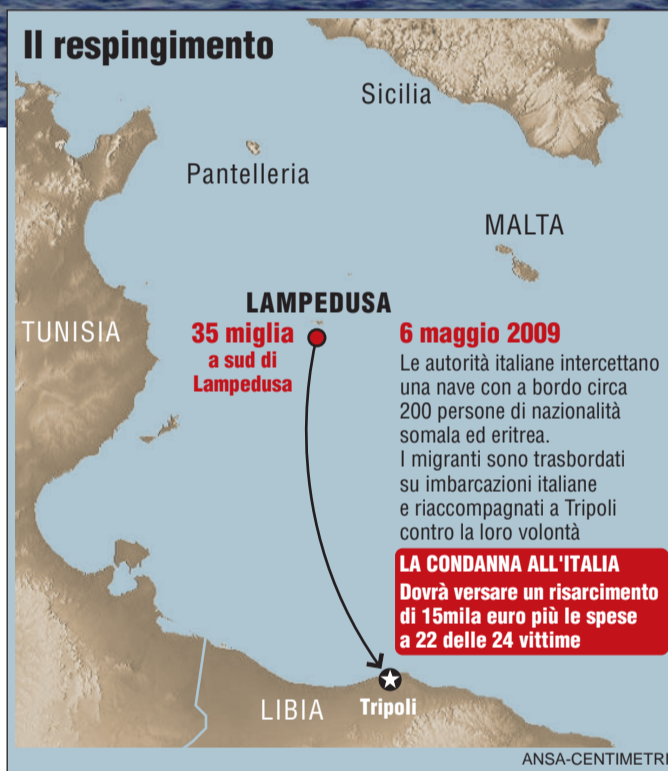 Il respingimento
Sicilia
Pantelleria
MALTA
LAMPEDUSA
TUNISIA
35 miglia
a sud di
Lampedusa
6 maggio 2009
Le autorità italiane intercettano
una nave con a bordo circa
200 persone di nazionalità
somala ed eritrea.
I migranti sono trasbordati
su imbarcazioni italiane
e riaccompagnati a Tripoli
contro la loro volontà
LA CONDANNA ALL'ITALIA
Dovrà versare un risarcimento
di 15mila euro più le spese
a 22 delle 24 vittime
LIBIA
Tripoli
ANSA-CENTIMETRI